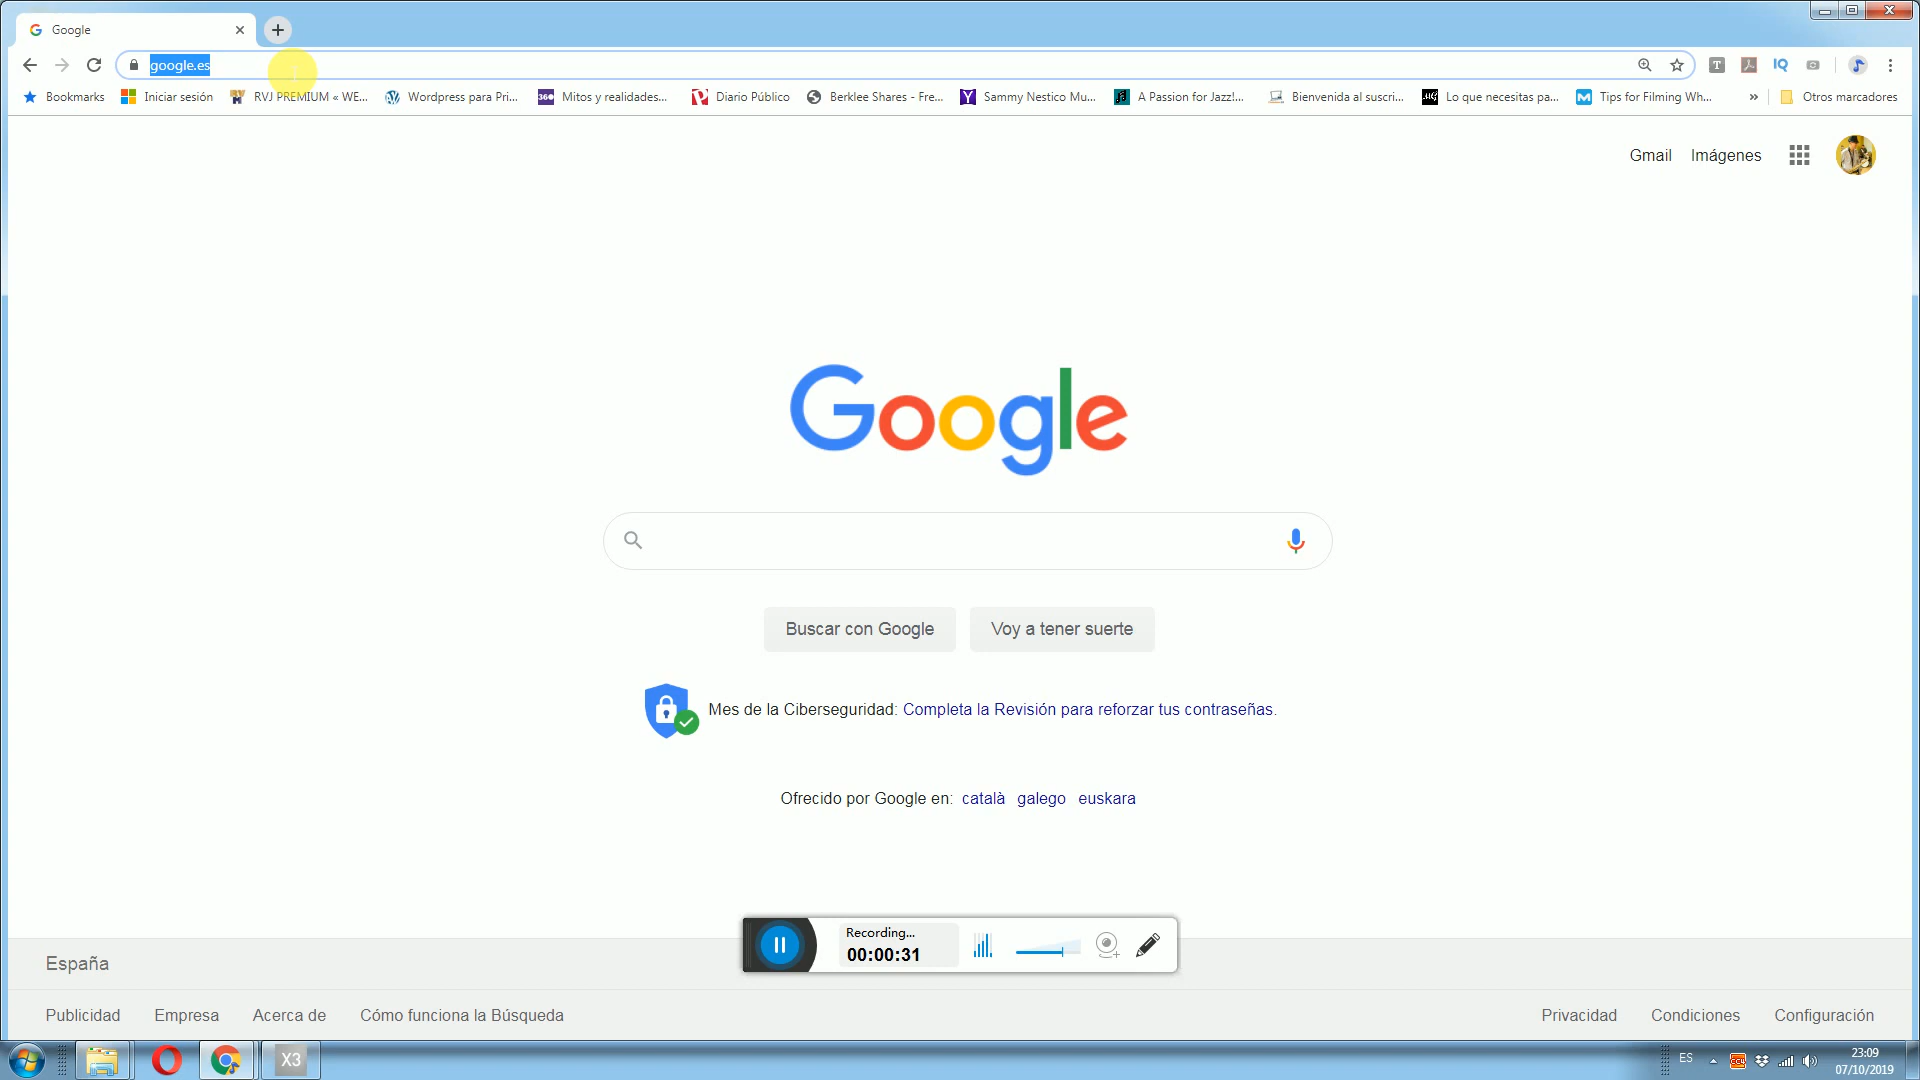 Google
google.es
Bookmarks Iniciar sesión RVJ PREMIUM « WE... Wordpress para Pri... 360 Mitos y realidades... Diario Público Berklee Shares - Fre... Sammy Nestico Mu... A Passion for Jazz!... Bienvenida al suscri... Lo que necesitas pa... Tips for Filming Wh... » Otros marcadores
Gmail Imágenes
Google
Buscar con Google Voy a tener suerte
Mes de la Ciberseguridad: Completa la Revisión para reforzar tus contraseñas.
Ofrecido por Google en: català galego euskara
Recording...
00:00:31
España
Publicidad Empresa Acerca de Cómo funciona la Búsqueda Privacidad Condiciones Configuración
X3 ES 23:09
07/10/2019